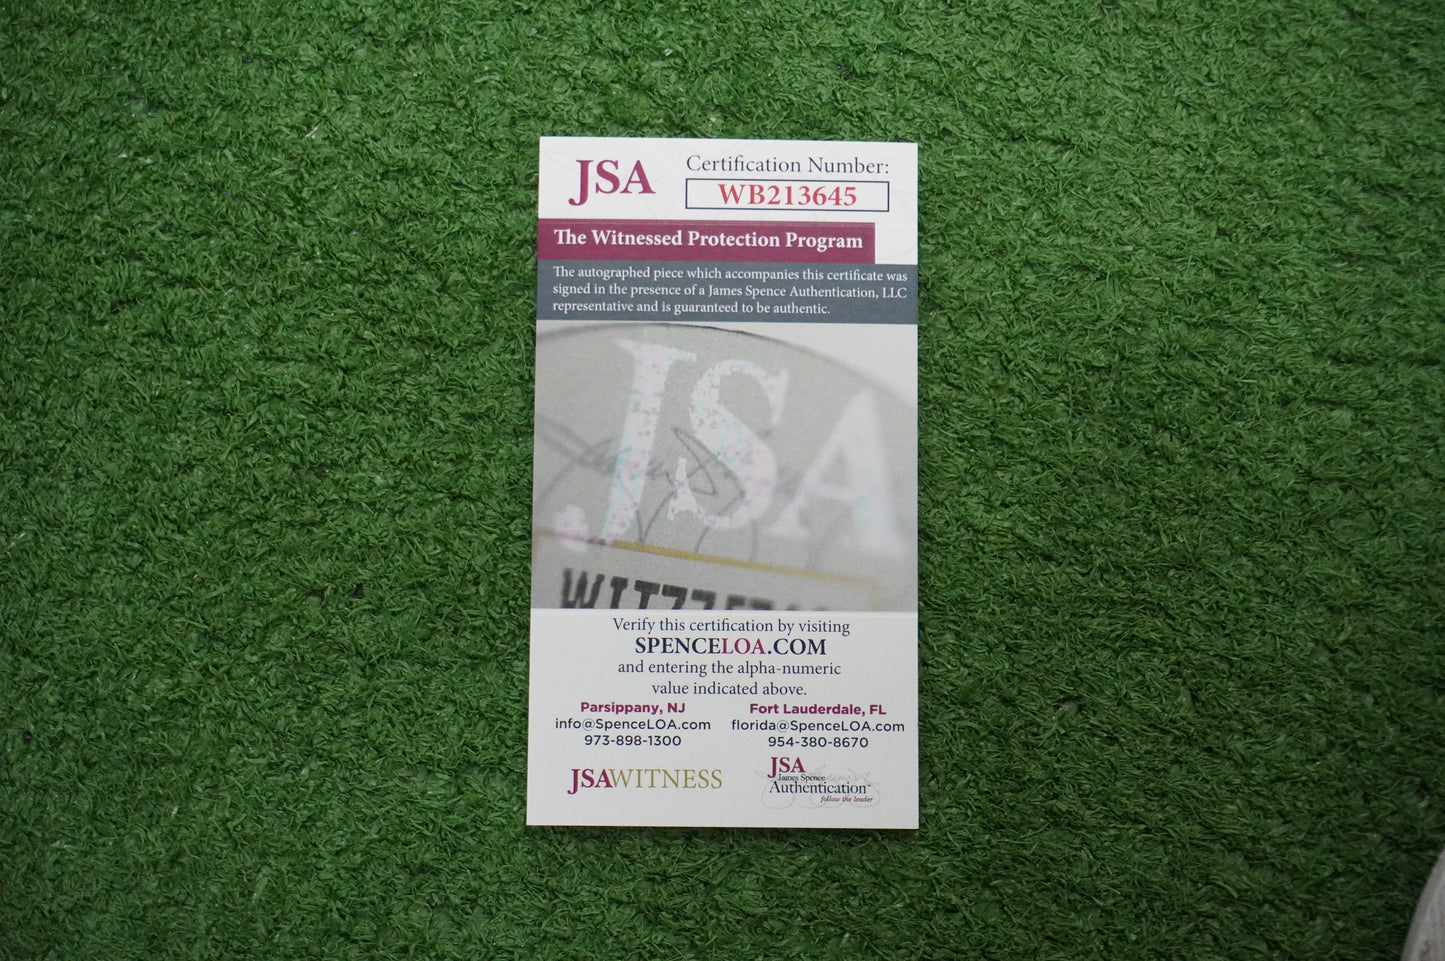 JSA
Certification Number:
WB213645
The Witnessed Protection Program
The autographed piece which accompanies this certificate was
signed in the presence of a James Spence Authentication, LLC
representative and is guaranteed to be authentic.
JSA
Verify this certification by visiting
SPENCELOA.COM
and entering the alpha-numeric
value indicated above.
Parsippany, NJ
info@SpenceLOA.com
973-898-1300
Fort Lauderdale, FL
florida@SpenceLOA.com
954-380-8670
JSAWITNESS
JSA
James Spence
Authentication™
follow the leader